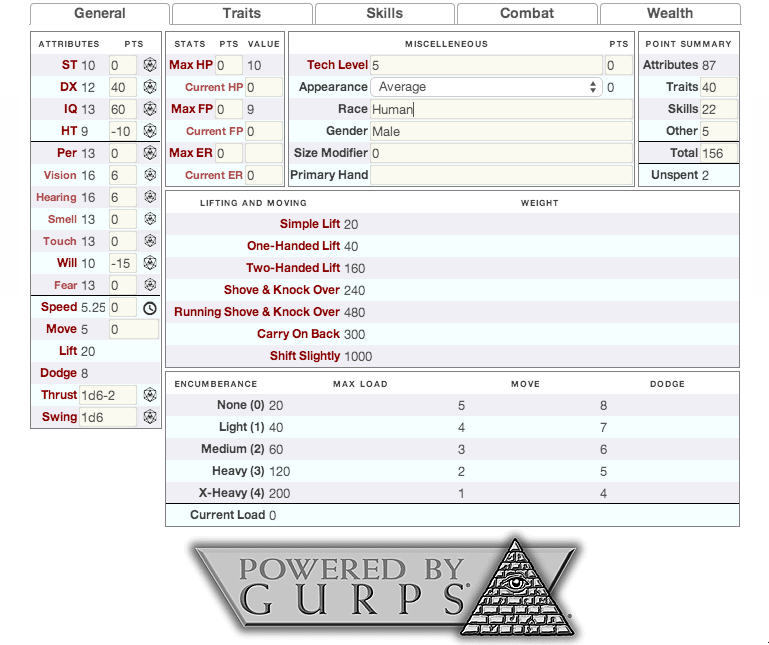 General Traits Skills Combat Wealth
ATTRIBUTES PTS
ST 10 0
DX 12 40
IQ 13 60
HT 9 -10
Per 13 0
Vision 16 6
Hearing 16 6
Smell 13 0
Touch 13 0
Will 10 -15
Fear 13 0
Speed 5.25 0
Move 5 0
Lift 20
Dodge 8
Thrust 1d6-2
Swing 1d6
STATS PTS VALUE
Max HP 0 10
Current HP 0
Max FP 0 9
Current FP 0
Max ER 0
Current ER 0
MISCELLENEOUS PTS
Tech Level 5 0
Appearance Average 0
Race Human
Gender Male
Size Modifier 0
Primary Hand
POINT SUMMARY
Attributes 87
Traits 40
Skills 22
Other 5
Total 156
Unspent 2
LIFTING AND MOVING WEIGHT
Simple Lift 20
One-Handed Lift 40
Two-Handed Lift 160
Shove & Knock Over 240
Running Shove & Knock Over 480
Carry On Back 300
Shift Slightly 1000
ENCUMBERANCE MAX LOAD MOVE DODGE
None (0) 20 5 8
Light (1) 40 4 7
Medium (2) 60 3 6
Heavy (3) 120 2 5
X-Heavy (4) 200 1 4
Current Load 0
POWERED BY
GURPS